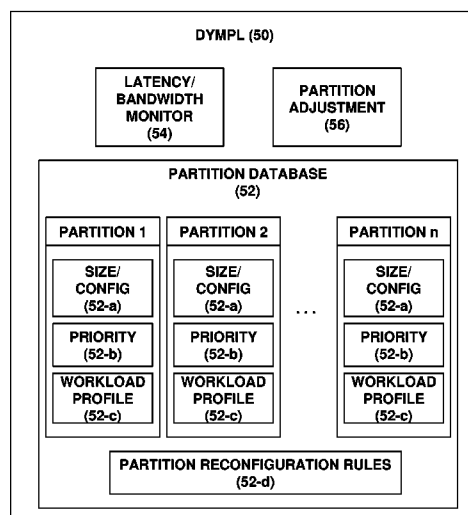 DYMPL (50)
LATENCY/
BANDWIDTH
MONITOR
(54)
PARTITION
ADJUSTMENT
(56)
PARTITION DATABASE
(52)
PARTITION 1
SIZE/
CONFIG
(52-a)
PRIORITY
(52-b)
WORKLOAD
PROFILE
(52-c)
PARTITION 2
SIZE/
CONFIG
(52-a)
PRIORITY
(52-b)
WORKLOAD
PROFILE
(52-c)
...
PARTITION n
SIZE/
CONFIG
(52-a)
PRIORITY
(52-b)
WORKLOAD
PROFILE
(52-c)
PARTITION RECONFIGURATION RULES
(52-d)